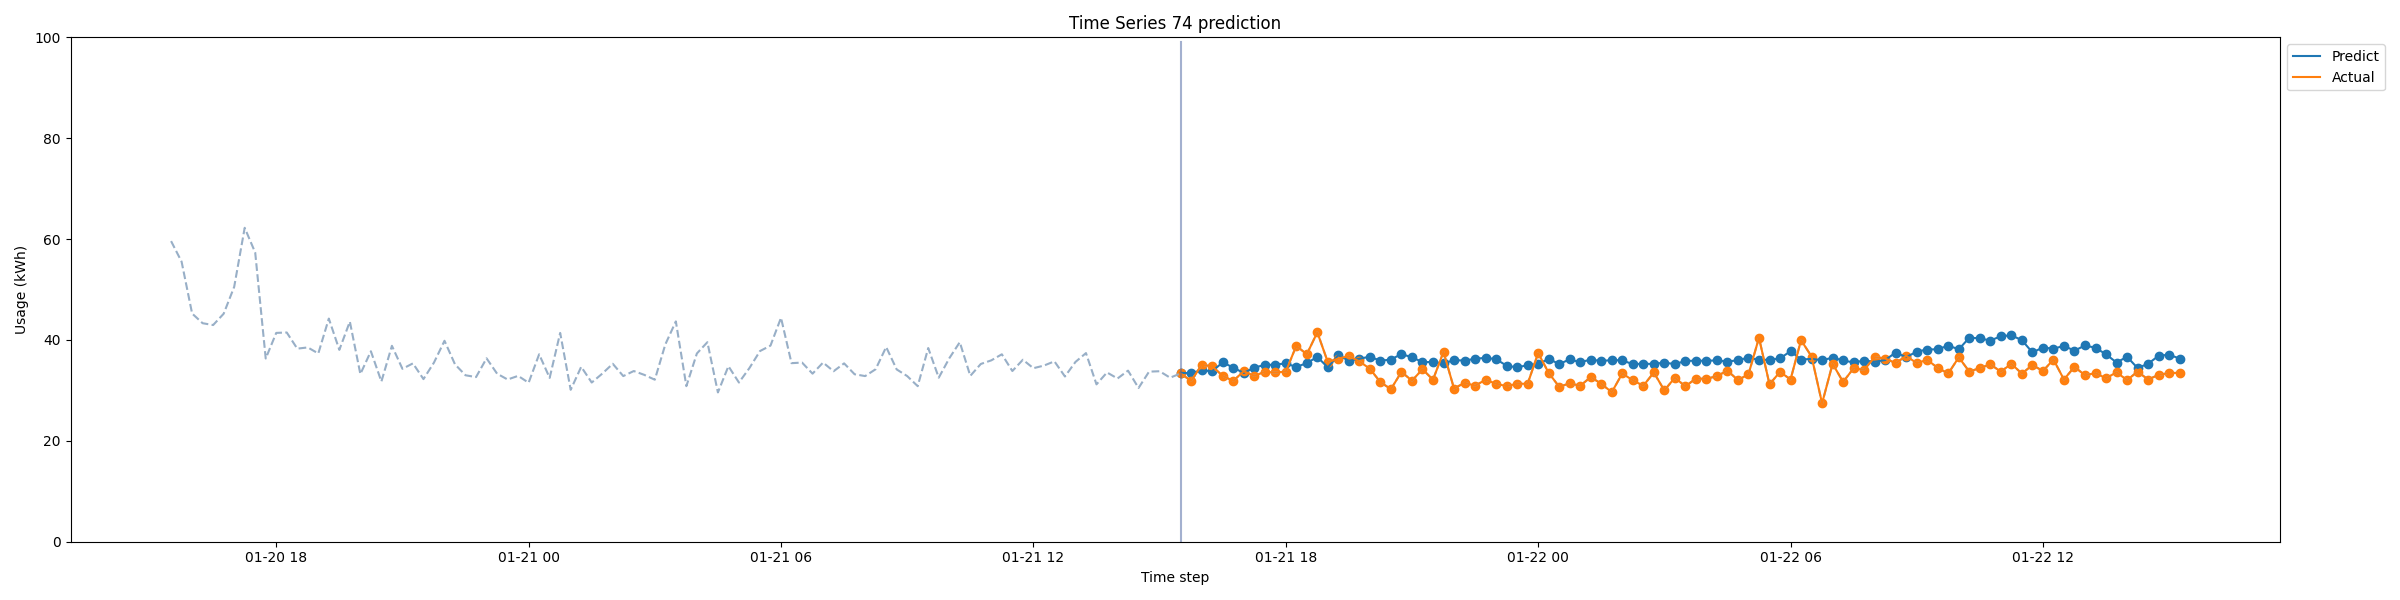 Time Series 74 prediction
Predict
Actual
100
80
60
40
20
0
Usage (kWh)
01-20 18
01-21 00
01-21 06
01-21 12
01-21 18
01-22 00
01-22 06
01-22 12
Time step